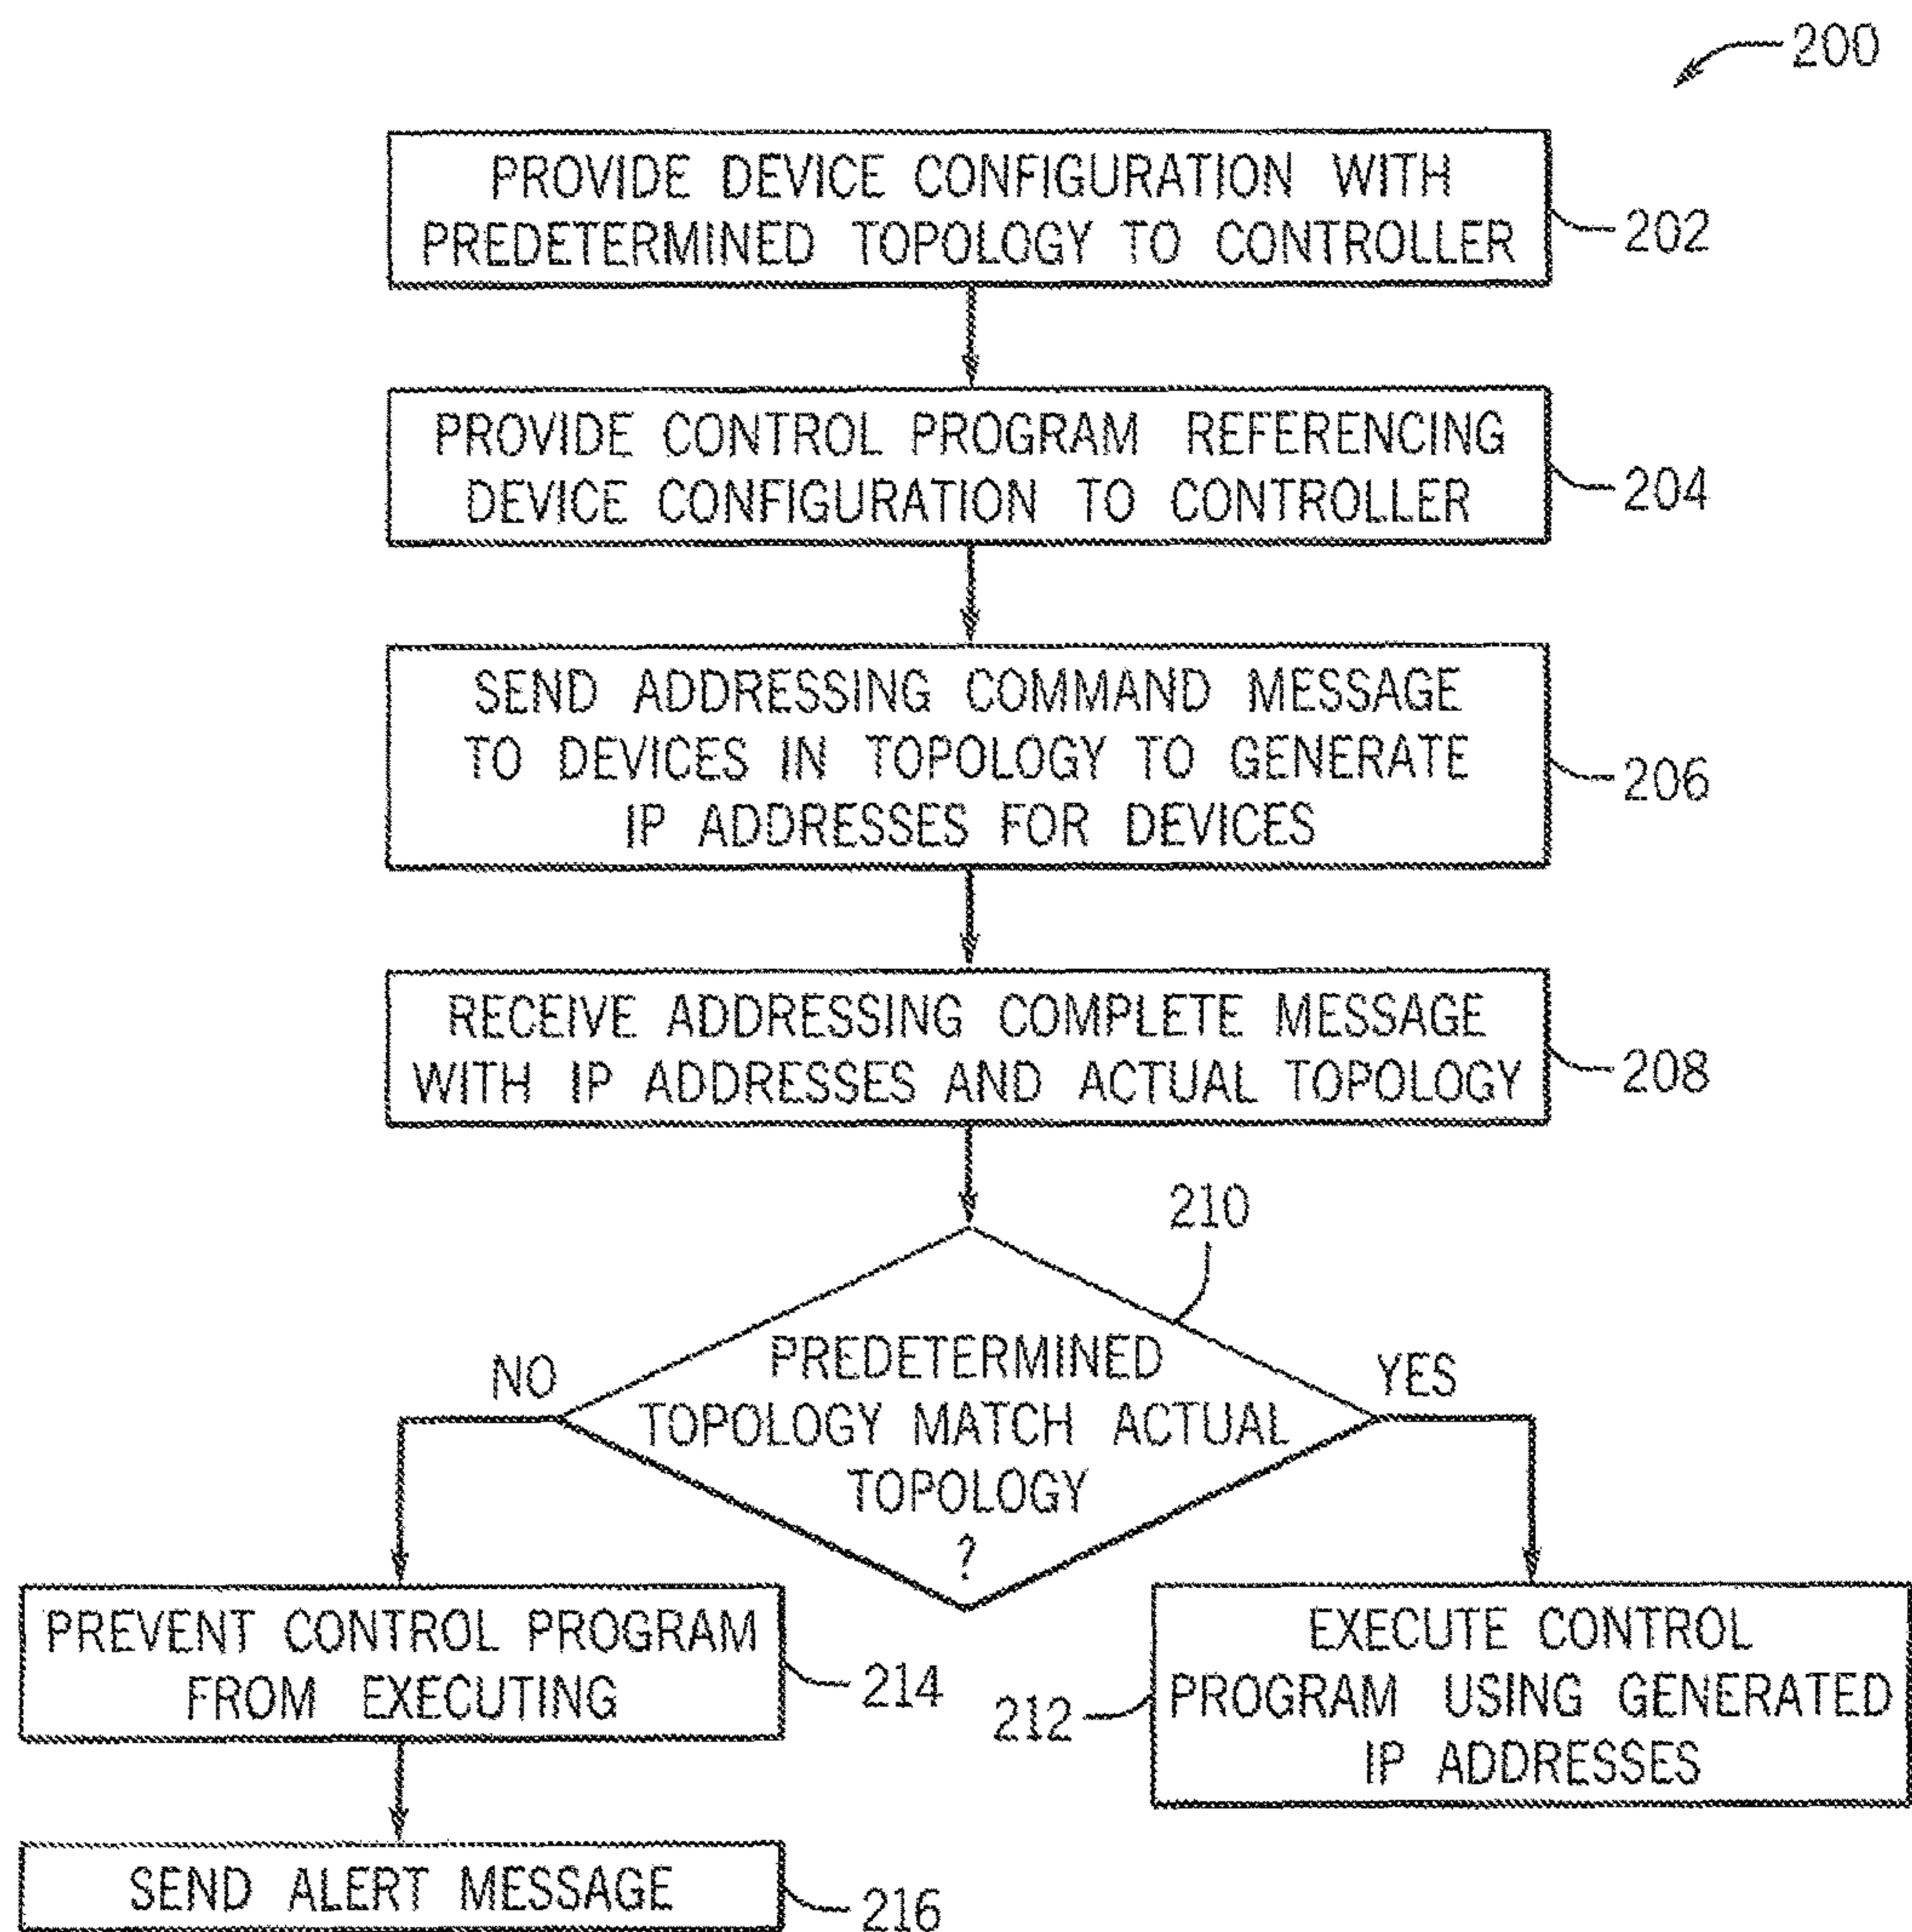 200
PROVIDE DEVICE CONFIGURATION WITH
PREDETERMINED TOPOLOGY TO CONTROLLER
202
PROVIDE CONTROL PROGRAM REFERENCING
DEVICE CONFIGURATION TO CONTROLLER
204
SEND ADDRESSING COMMAND MESSAGE
TO DEVICES IN TOPOLOGY TO GENERATE
IP ADDRESSES FOR DEVICES
206
RECEIVE ADDRESSING COMPLETE MESSAGE
WITH IP ADDRESSES AND ACTUAL TOPOLOGY
208
210
PREDETERMINED
TOPOLOGY MATCH ACTUAL
TOPOLOGY
?
NO
YES
PREVENT CONTROL PROGRAM
FROM EXECUTING
214
212
EXECUTE CONTROL
PROGRAM USING GENERATED
IP ADDRESSES
SEND ALERT MESSAGE
216